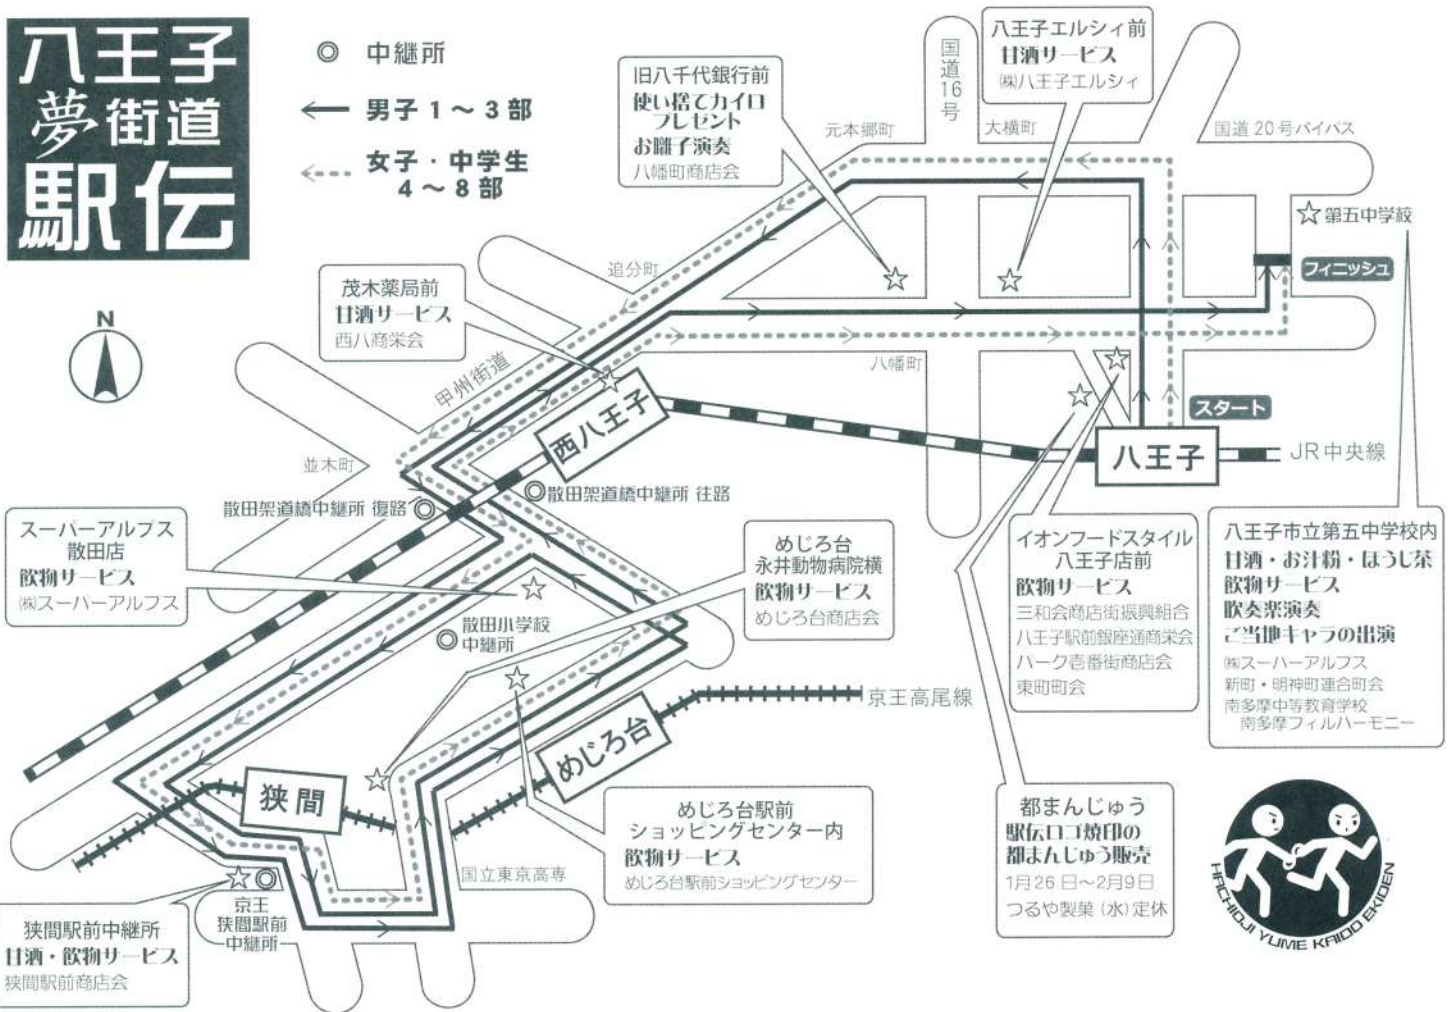 八王子
夢街道
駅伝
◎ 中継所
男子 1～3部
女子・中学生
4～8部
N
旧八千代銀行前
使い捨てカイロ
プレゼント
お囃子演奏
八幡町商店会
国道16号
八王子エルシィ前
甘酒サービス
㈱八王子エルシィ
元本郷町
大横町
国道20号バイパス
☆第五中学校
フィニッシュ
追分町
茂木薬局前
甘酒サービス
西八商栄会
甲州街道
八幡町
スタート
西八王子
八王子
JR中央線
並木町
散田架道橋中継所 復路
散田架道橋中継所 往路
スーパーアルプス
散田店
飲物サービス
㈱スーパーアルプス
めじろ台
永井動物病院横
飲物サービス
めじろ台商店会
散田小学校
中継所
イオンフードスタイル
八王子店前
飲物サービス
三和会商店街振興組合
八王子駅前銀座通商栄会
パーク壱番街商店会
東町町会
八王子市立第五中学校内
甘酒・お汁粉・ほうじ茶
飲物サービス
吹奏楽演奏
ご当地キャラの出演
㈱スーパーアルプス
新町・明神町連合町会
南多摩中等教育学校
南多摩フィルハーモニー
京王高尾線
めじろ台
狭間
めじろ台駅前
ショッピングセンター内
飲物サービス
めじろ台駅前ショッピングセンター
都まんじゅう
駅伝ロゴ焼印の
都まんじゅう販売
1月26日～2月9日
つるや製菓（水）定休
国立東京高専
京王
狭間駅前
中継所
狭間駅前中継所
甘酒・飲物サービス
狭間駅前商店会
HACHIOJI YUME KAIDO EKIDEN